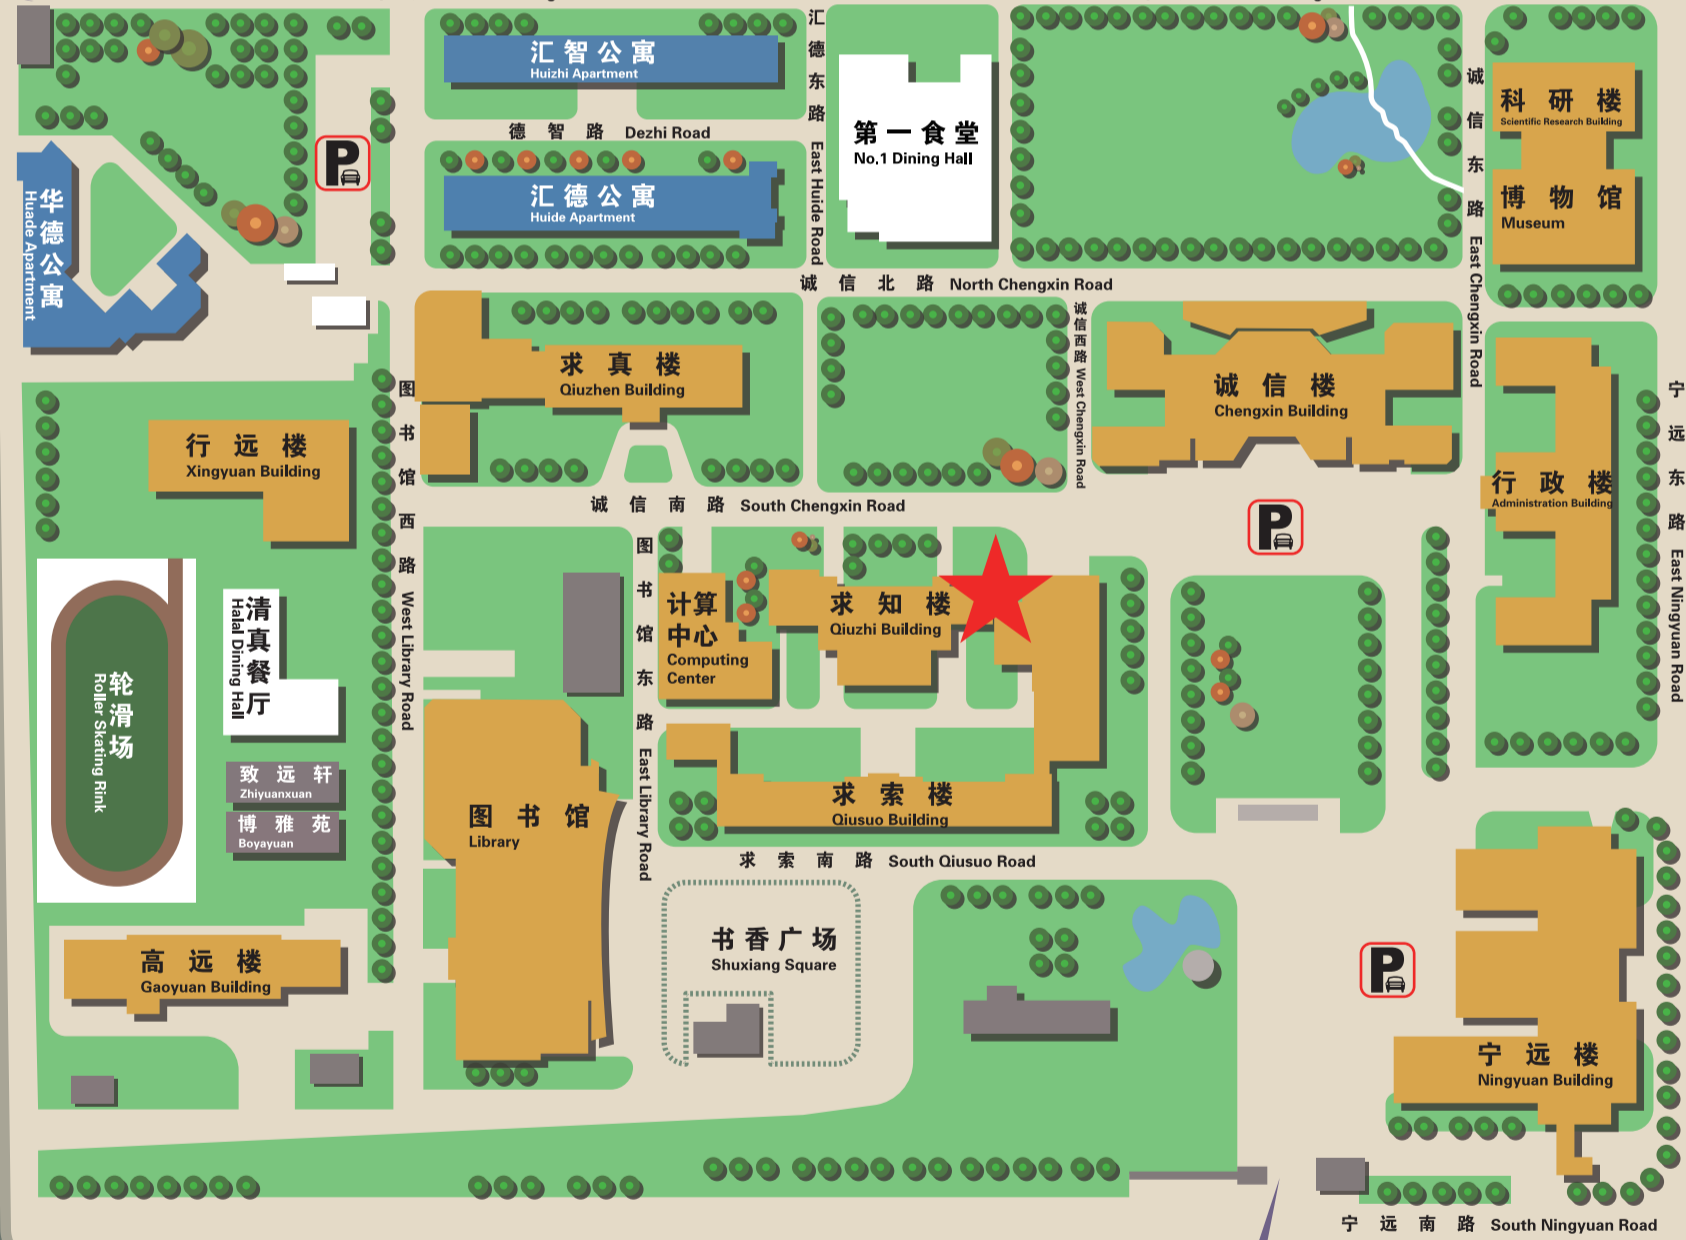 汇智公寓
Huizhi Apartment
汇德东路
East Huide Road
德智路 Dezhi Road
汇德公寓
Huide Apartment
第一食堂
No.1 Dining Hall
诚信东路
East Chengxin Road
科研楼
Scientific Research Building
博物馆
Museum
P
华德公寓
Huade Apartment
诚信北路 North Chengxin Road
求真楼
Qiuzhen Building
诚信西路 West Chengxin Road
诚信楼
Chengxin Building
图书馆西路
West Library Road
行远楼
Xingyuan Building
行政楼
Administration Building
宁远东路
East Ningyuan Road
诚信南路 South Chengxin Road
P
图书馆东路
East Library Road
计算
中心
Computing
Center
求知楼
Qiuzhi Building
清真餐厅
Halal Dining Hall
轮滑场
Roller Skating Rink
致远轩
Zhiyuanxuan
博雅苑
Boyayuan
图书馆
Library
求索楼
Qiusuo Building
求索南路 South Qiusuo Road
书香广场
Shuxiang Square
高远楼
Gaoyuan Building
P
宁远楼
Ningyuan Building
宁远南路 South Ningyuan Road